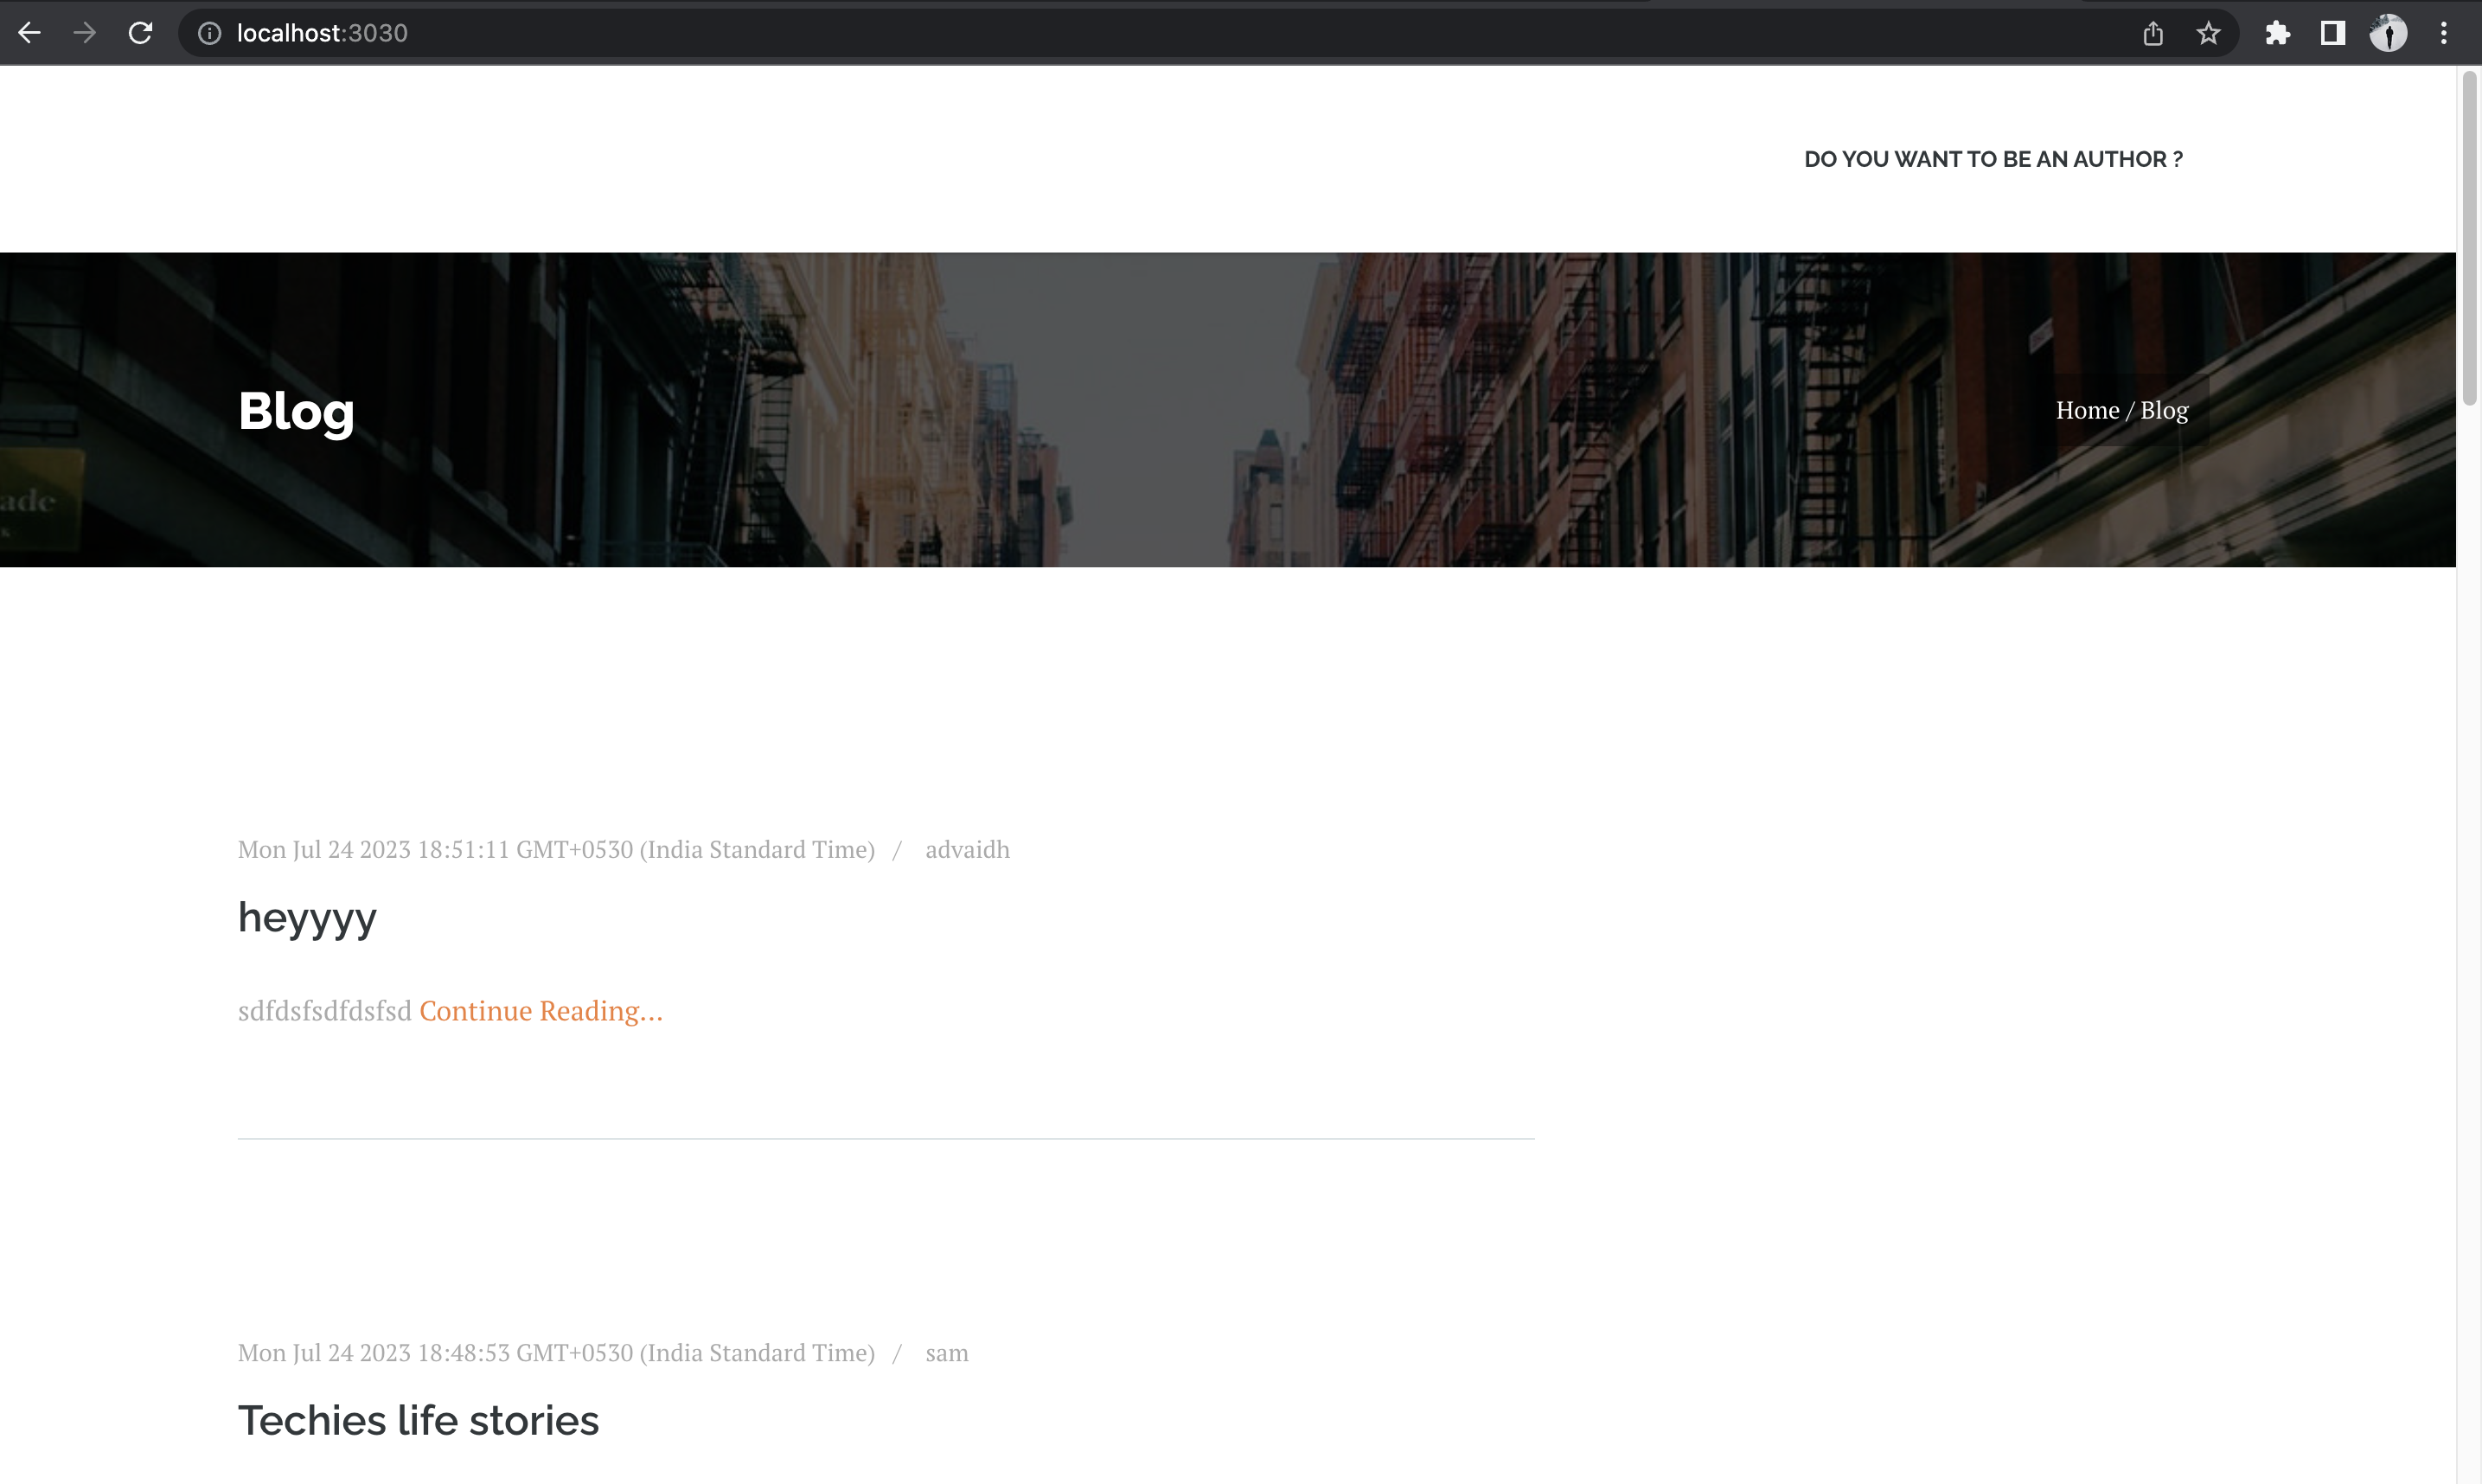 localhost:3030
DO YOU WANT TO BE AN AUTHOR ?
Blog
Home / Blog
ade
Mon Jul 24 2023 18:51:11 GMT+0530 (India Standard Time) / advaidh
heyyyy
sdfdsfsdfdsfsd Continue Reading...
Mon Jul 24 2023 18:48:53 GMT+0530 (India Standard Time) / sam
Techies life stories